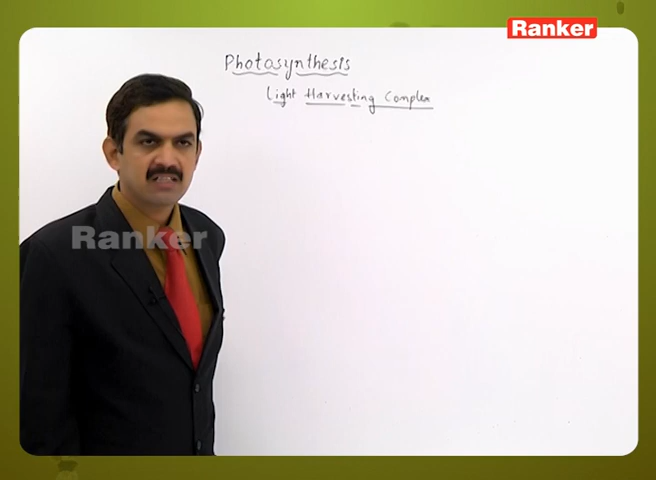 Ranker
Photosynthesis
Light Harvesting Complex
Ranker